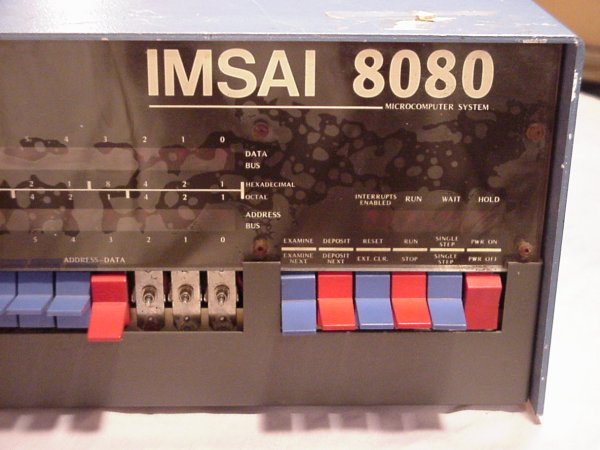 IMSAI 8080
MICROCOMPUTER SYSTEM
5 4 3 2 1 0
DATA
BUS
2 1 8 4 2 1 HEXADECIMAL
4 2 1 4 2 1 OCTAL
ADDRESS
BUS
5 4 3 2 1 0
ADDRESS-DATA
INTERRUPTS
ENABLED
RUN
WAIT
HOLD
EXAMINE
EXAMINE
NEXT
DEPOSIT
DEPOSIT
NEXT
RESET
EXT. CLR.
RUN
STOP
SINGLE
STEP
SINGLE
STEP
PWR ON
PWR OFF